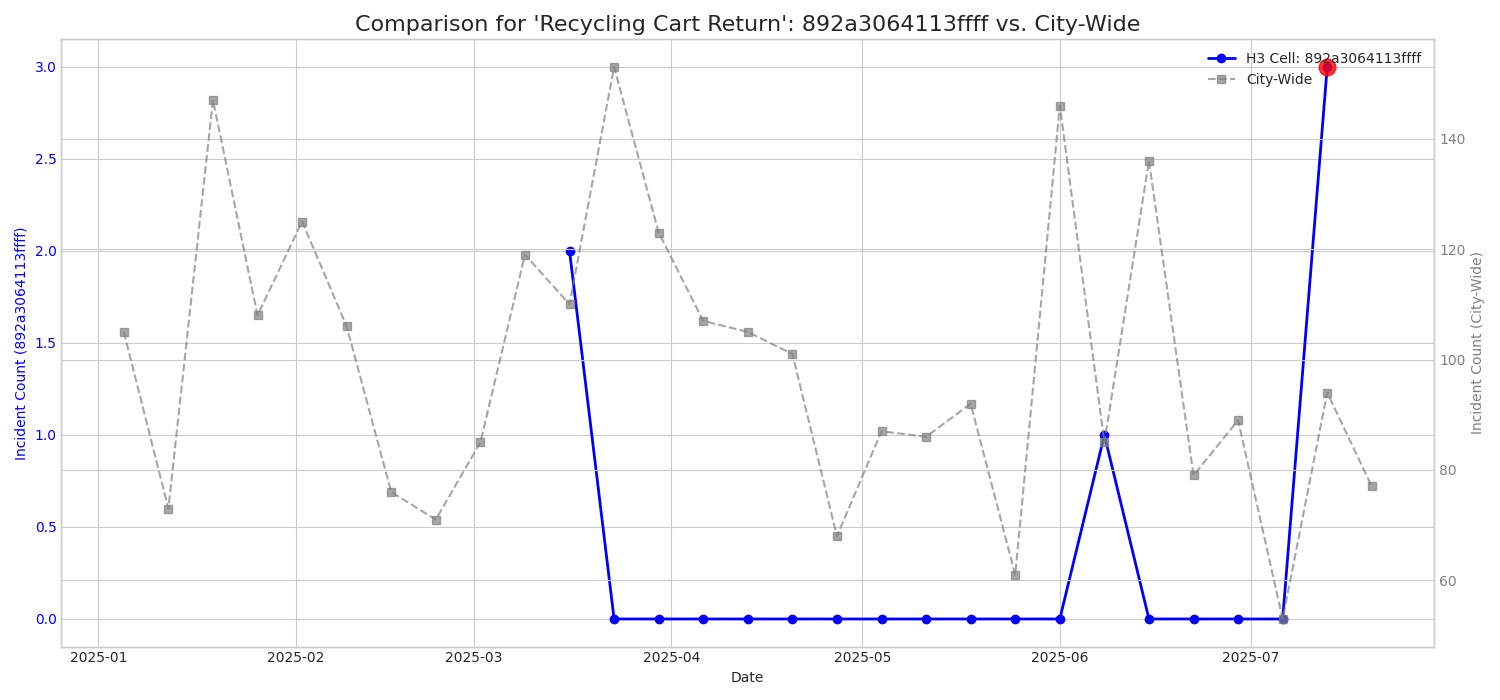 Comparison for 'Recycling Cart Return': 892a3064113ffff vs. City-Wide
H3 Cell: 892a3064113ffff
City-Wide
Incident Count (892a3064113ffff)
3.0
2.5
2.0
1.5
1.0
0.5
0.0
140
120
100
80
60
Incident Count (City-Wide)
2025-01 2025-02 2025-03 2025-04 2025-05 2025-06 2025-07
Date